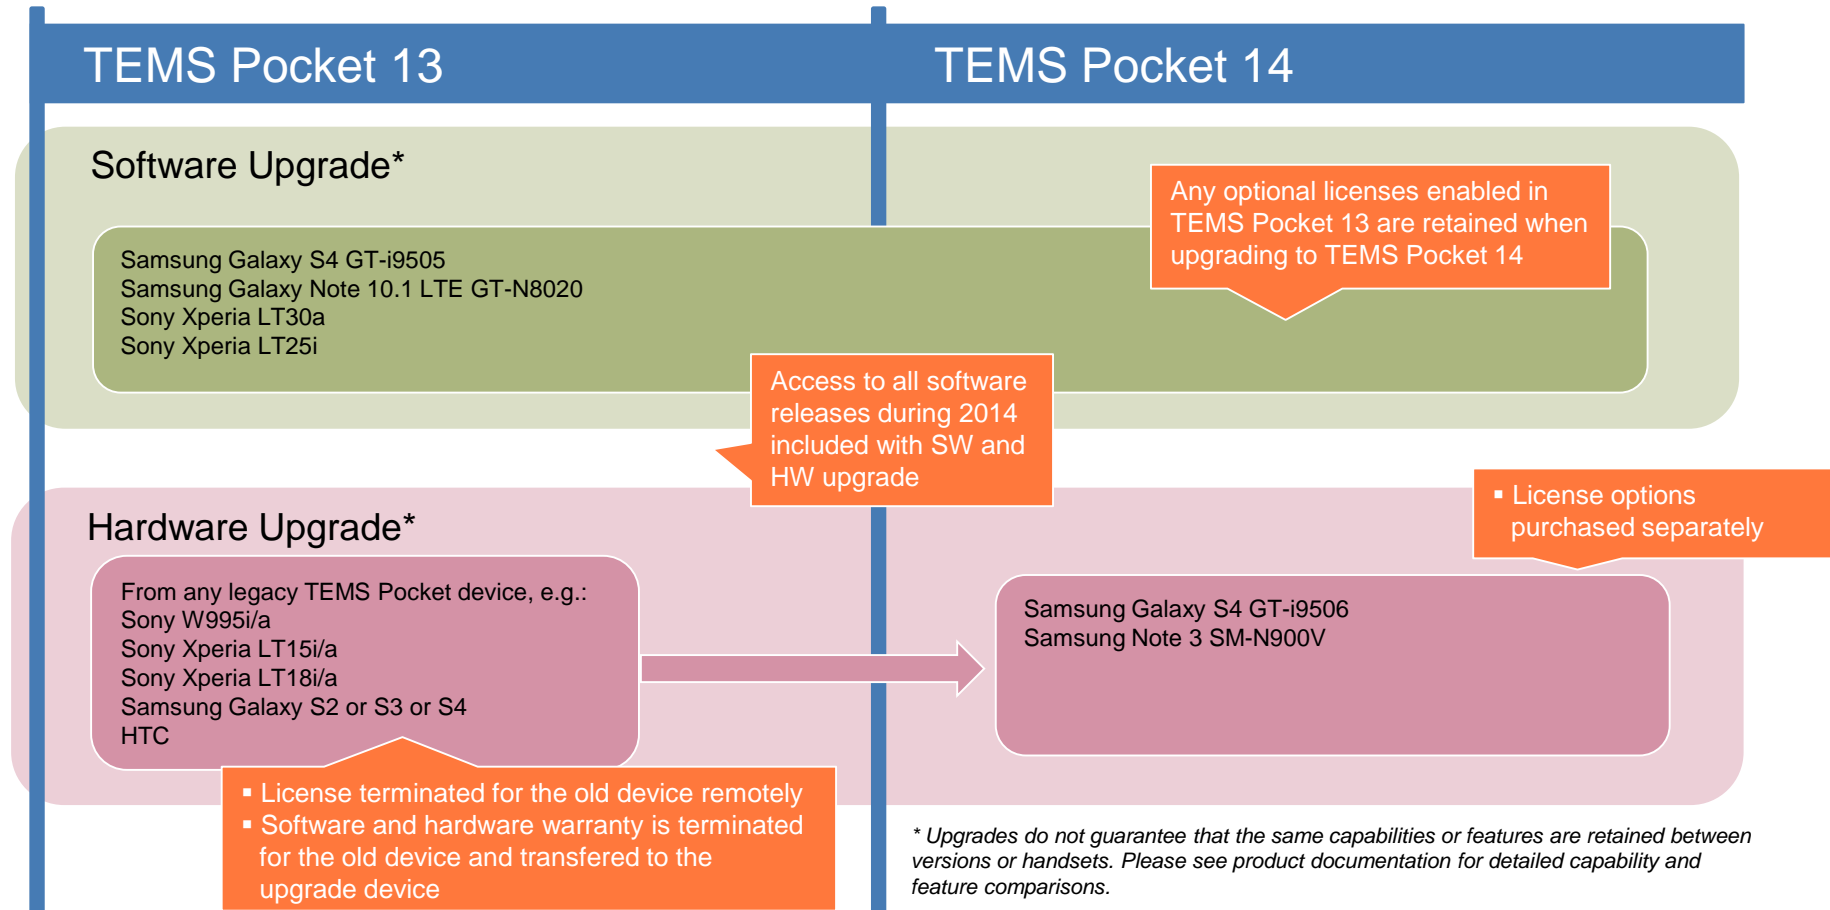 TEMS Pocket 13
TEMS Pocket 14
Software Upgrade*
Any optional licenses enabled in
TEMS Pocket 13 are retained when
upgrading to TEMS Pocket 14
Samsung Galaxy S4 GT-i9505
Samsung Galaxy Note 10.1 LTE GT-N8020
Sony Xperia LT30a
Sony Xperia LT25i
Access to all software
releases during 2014
included with SW and
HW upgrade
Hardware Upgrade*
▪ License options
purchased separately
From any legacy TEMS Pocket device, e.g.:
Sony W995i/a
Sony Xperia LT15i/a
Sony Xperia LT18i/a
Samsung Galaxy S2 or S3 or S4
HTC
Samsung Galaxy S4 GT-i9506
Samsung Note 3 SM-N900V
▪ License terminated for the old device remotely
▪ Software and hardware warranty is terminated
for the old device and transfered to the
upgrade device
* Upgrades do not guarantee that the same capabilities or features are retained between
versions or handsets. Please see product documentation for detailed capability and
feature comparisons.